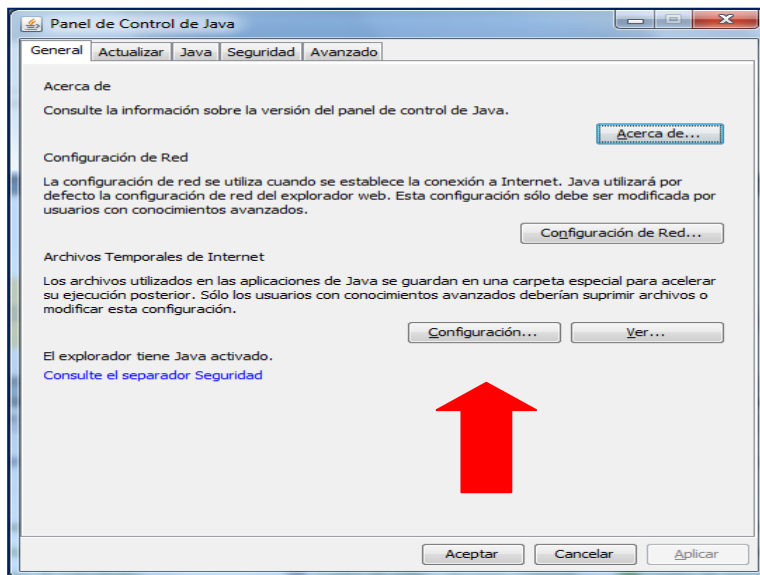 Panel de Control de Java
General Actualizar Java Seguridad Avanzado
Acerca de
Consulte la información sobre la versión del panel de control de Java.
Acerca de...
Configuración de Red
La configuración de red se utiliza cuando se establece la conexión a Internet. Java utilizará por
defecto la configuración de red del explorador web. Esta configuración sólo debe ser modificada por
usuarios con conocimientos avanzados.
Configuración de Red...
Archivos Temporales de Internet
Los archivos utilizados en las aplicaciones de Java se guardan en una carpeta especial para acelerar
su ejecución posterior. Sólo los usuarios con conocimientos avanzados deberían suprimir archivos o
modificar esta configuración.
Configuración... Ver...
El explorador tiene Java activado.
Consulte el separador Seguridad
Aceptar Cancelar Aplicar